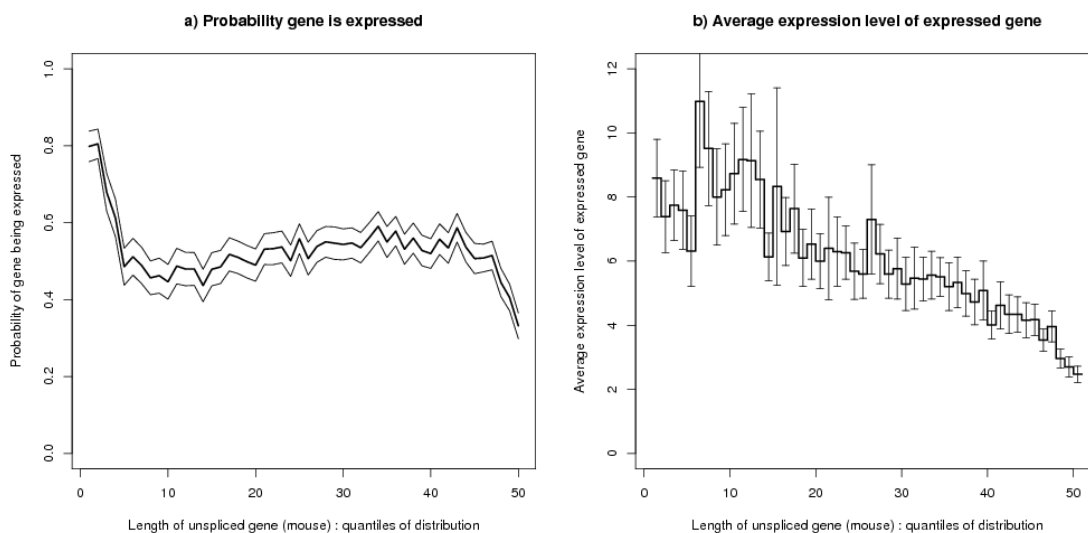 a) Probability gene is expressed
Probability of gene being expressed
1.0
0.8
0.6
0.4
0.2
0.0
0 10 20 30 40 50
Length of unspliced gene (mouse) : quantiles of distribution
b) Average expression level of expressed gene
Average expression level of expressed gene
12
10
8
6
4
2
0
0 10 20 30 40 50
Length of unspliced gene (mouse) : quantiles of distribution